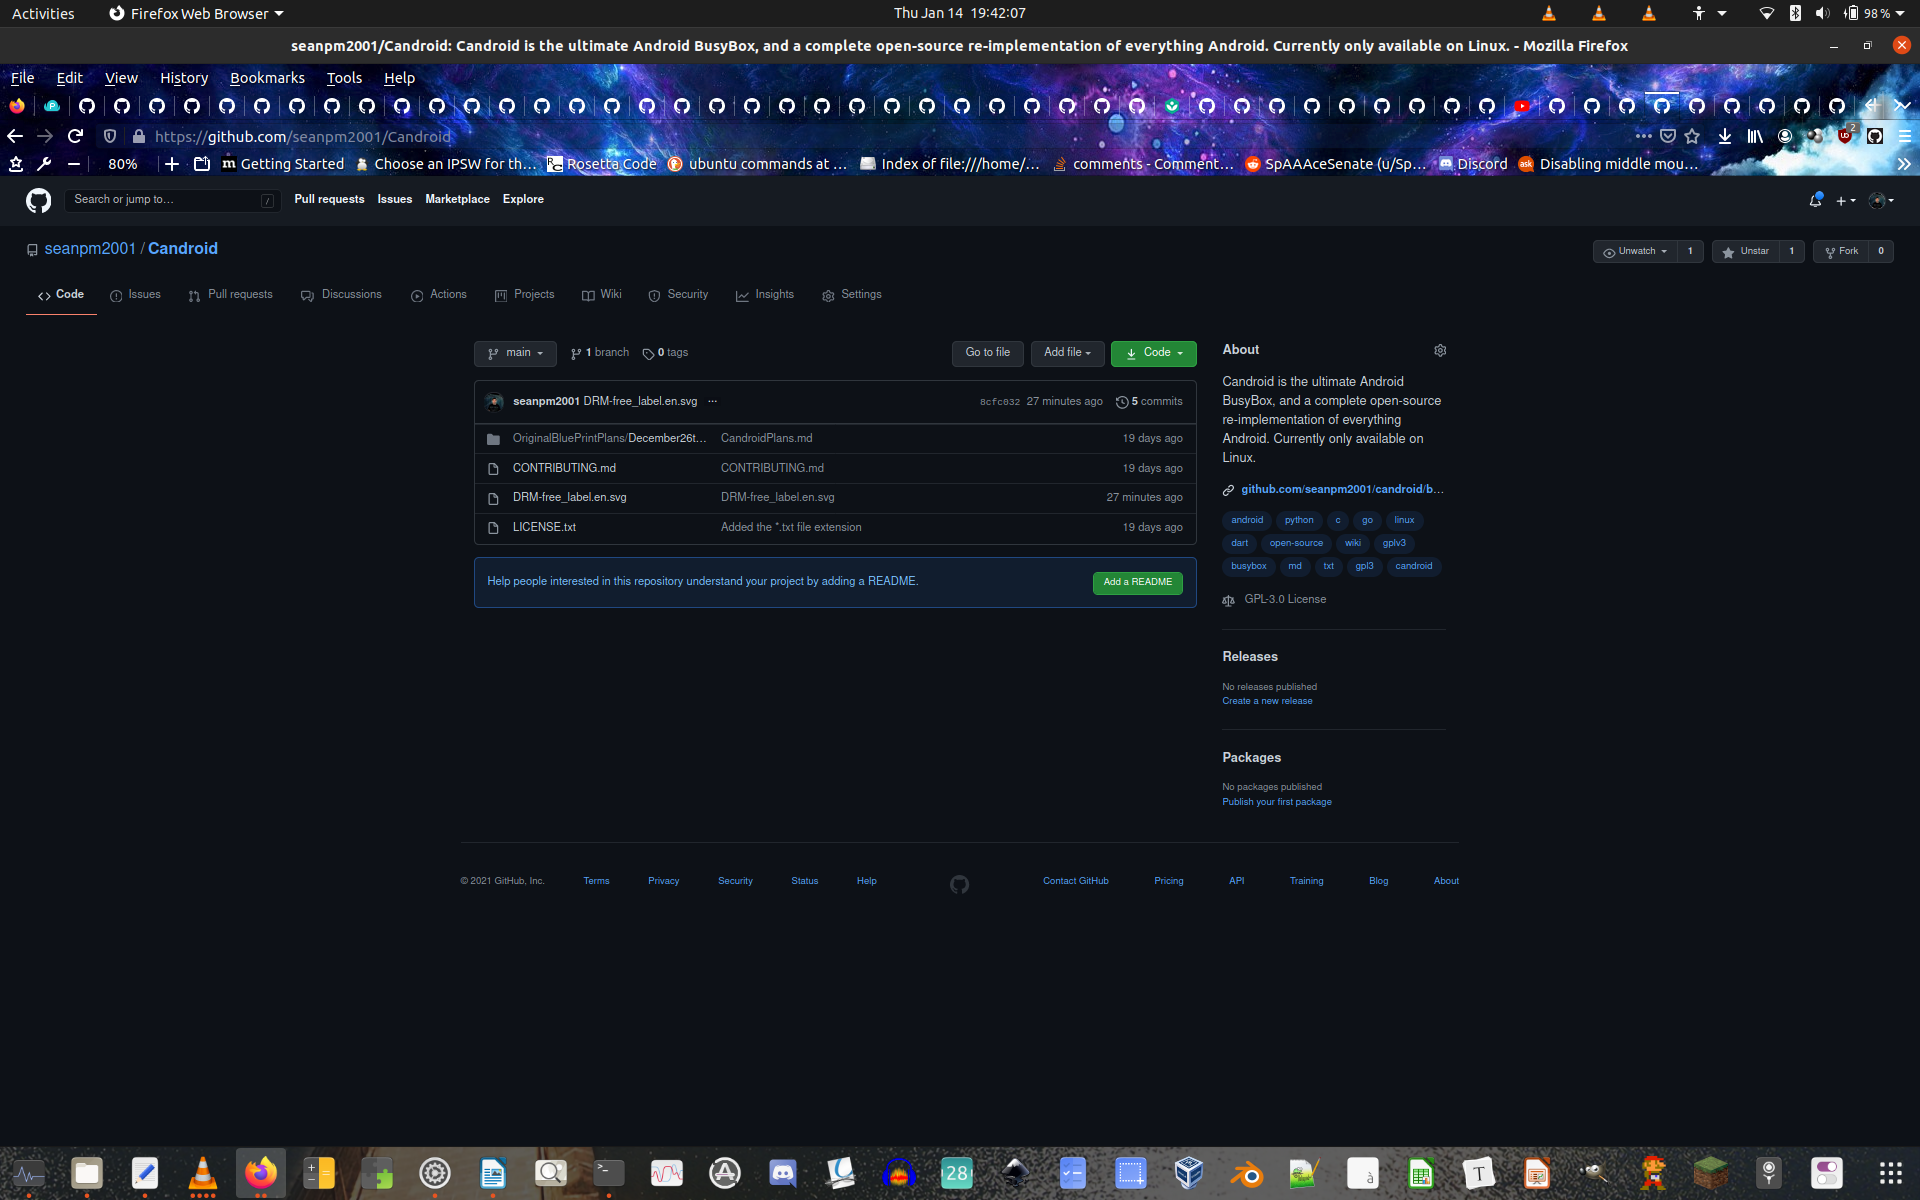 Activities
Firefox Web Browser
Thu Jan 14 19:42:07
98 %
seanpm2001/Candroid: Candroid is the ultimate Android BusyBox, and a complete open-source re-implementation of everything Android. Currently only available on Linux. - Mozilla Firefox
File Edit View History Bookmarks Tools Help
https://github.com/seanpm2001/Candroid
2
80%
Getting Started
Choose an IPSW for th…
Rosetta Code
ubuntu commands at …
Index of file:///home/…
comments - Comment…
SpAAAceSenate (u/Sp…
Discord
Disabling middle mou…
Search or jump to…
/
Pull requests Issues Marketplace Explore
seanpm2001 / Candroid
Unwatch 1
Unstar 1
Fork 0
Code
Issues
Pull requests
Discussions
Actions
Projects
Wiki
Security
Insights
Settings
main
1 branch
0 tags
Go to file
Add file
Code
seanpm2001 DRM-free_label.en.svg ...
8cfc032 27 minutes ago 5 commits
OriginalBluePrintPlans/December26t… CandroidPlans.md 19 days ago
CONTRIBUTING.md CONTRIBUTING.md 19 days ago
DRM-free_label.en.svg DRM-free_label.en.svg 27 minutes ago
LICENSE.txt Added the *.txt file extension 19 days ago
Help people interested in this repository understand your project by adding a README.
Add a README
About
Candroid is the ultimate Android
BusyBox, and a complete open-source
re-implementation of everything
Android. Currently only available on
Linux.
github.com/seanpm2001/candroid/b…
android python c go linux
dart open-source wiki gplv3
busybox md txt gpl3 candroid
GPL-3.0 License
Releases
No releases published
Create a new release
Packages
No packages published
Publish your first package
© 2021 GitHub, Inc. Terms Privacy Security Status Help
Contact GitHub Pricing API Training Blog About
28